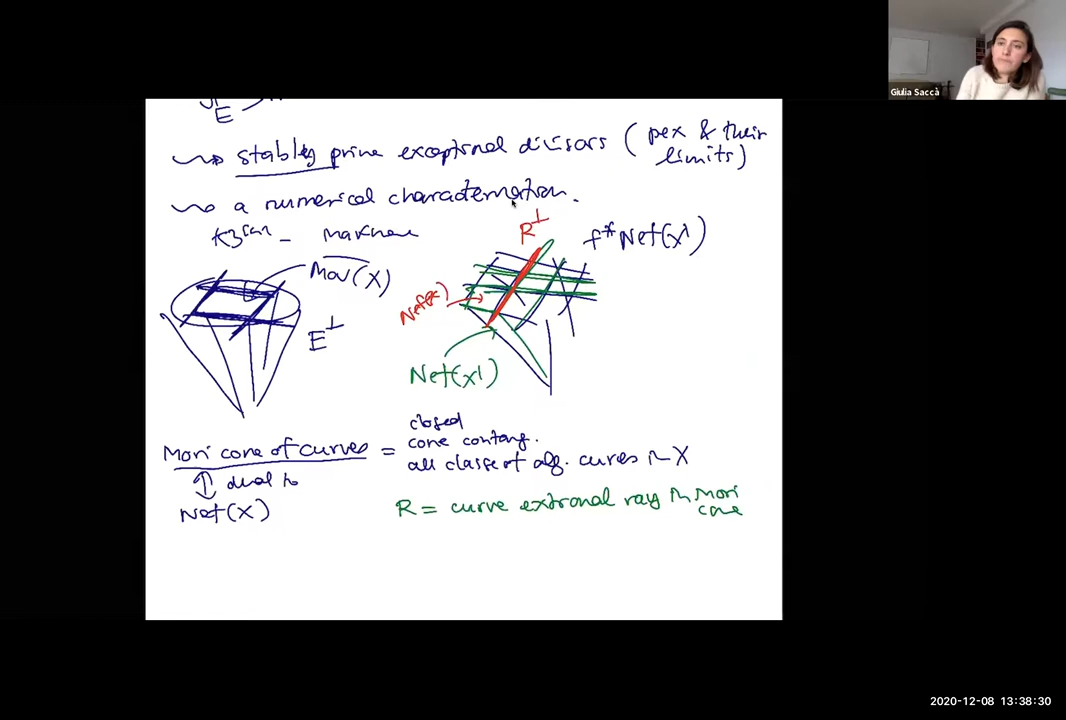 E
⇝ stably prime exceptional divisors ( pex & their
limits )
⇝ a numerical characterization.
K3^[n] - Markman
Mov(X)
R^⊥
f* Nef(X')
Nef(X)
E^⊥
Nef(X')
Mori cone of curves = closed
cone contang.
all classe of alg. curves in X
↕ dual to
Nef(X)
R = curve extremal ray in Mori
cone
Giulia Saccà
2020-12-08 13:38:30